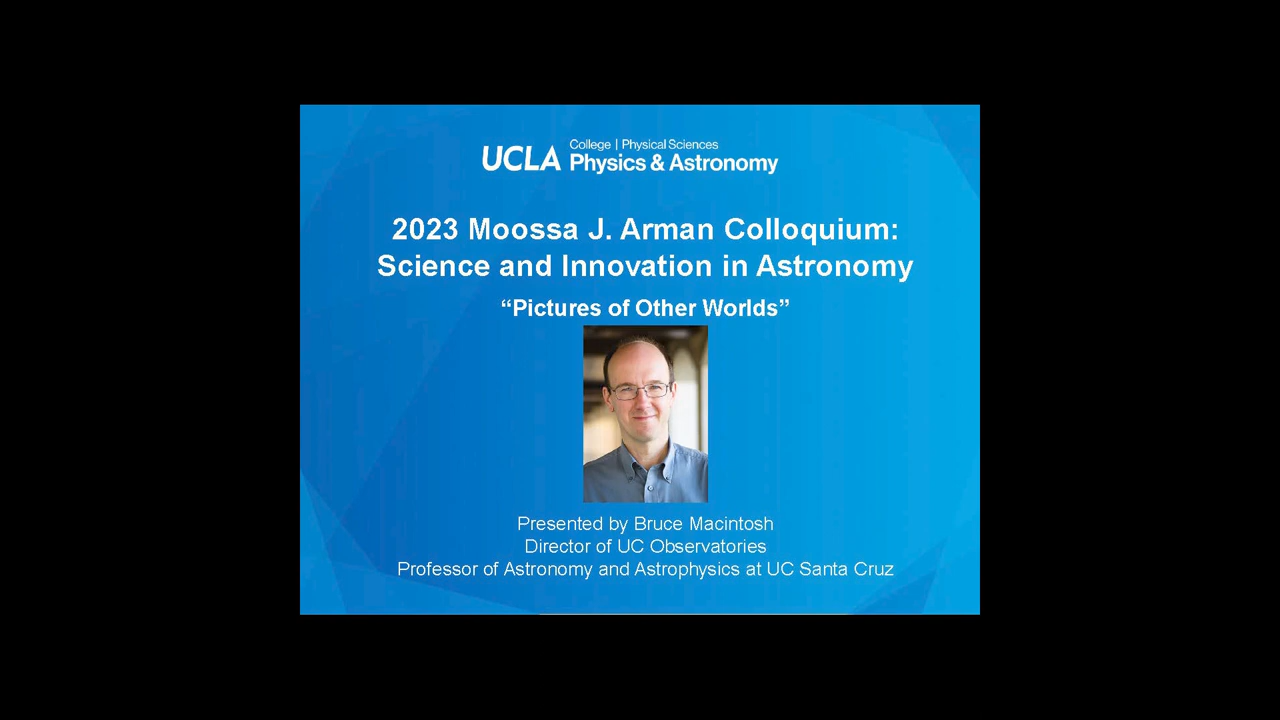 UCLA College | Physical Sciences
Physics & Astronomy
2023 Moossa J. Arman Colloquium:
Science and Innovation in Astronomy
“Pictures of Other Worlds”
Presented by Bruce Macintosh
Director of UC Observatories
Professor of Astronomy and Astrophysics at UC Santa Cruz